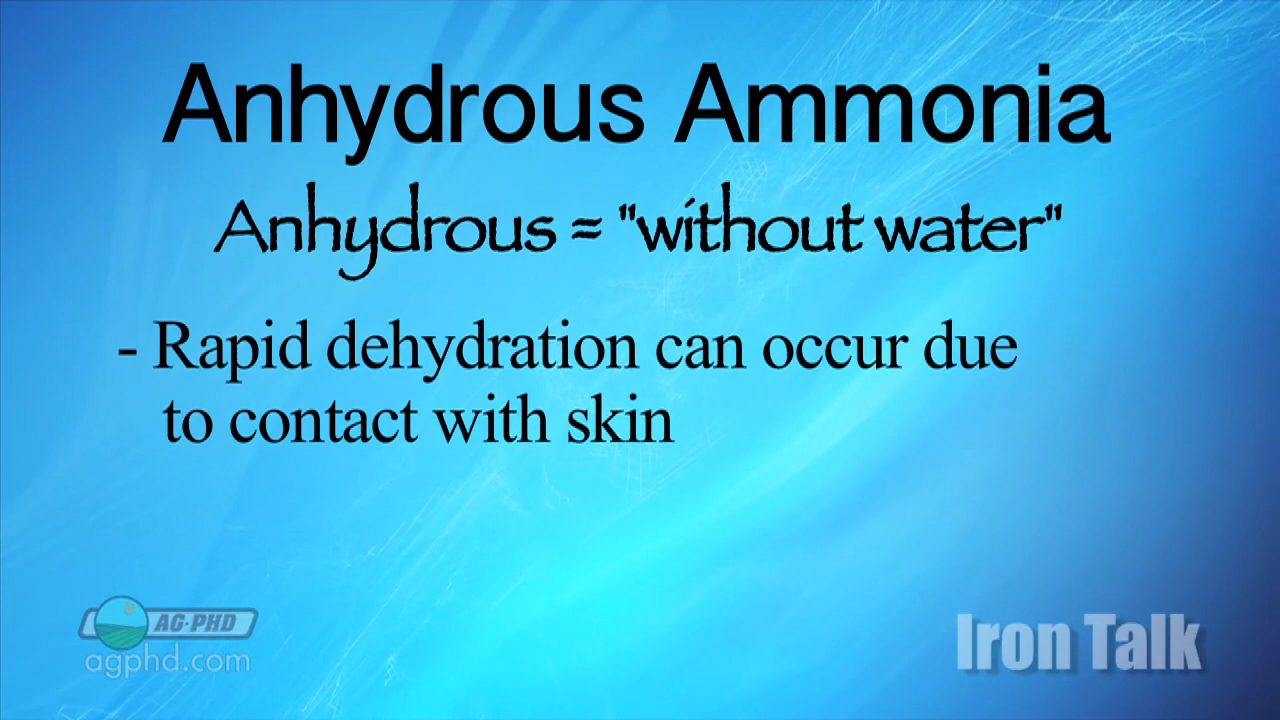 Anhydrous Ammonia
Anhydrous = "without water"
- Rapid dehydration can occur due
to contact with skin
AG·PHD
agphd.com
Iron Talk